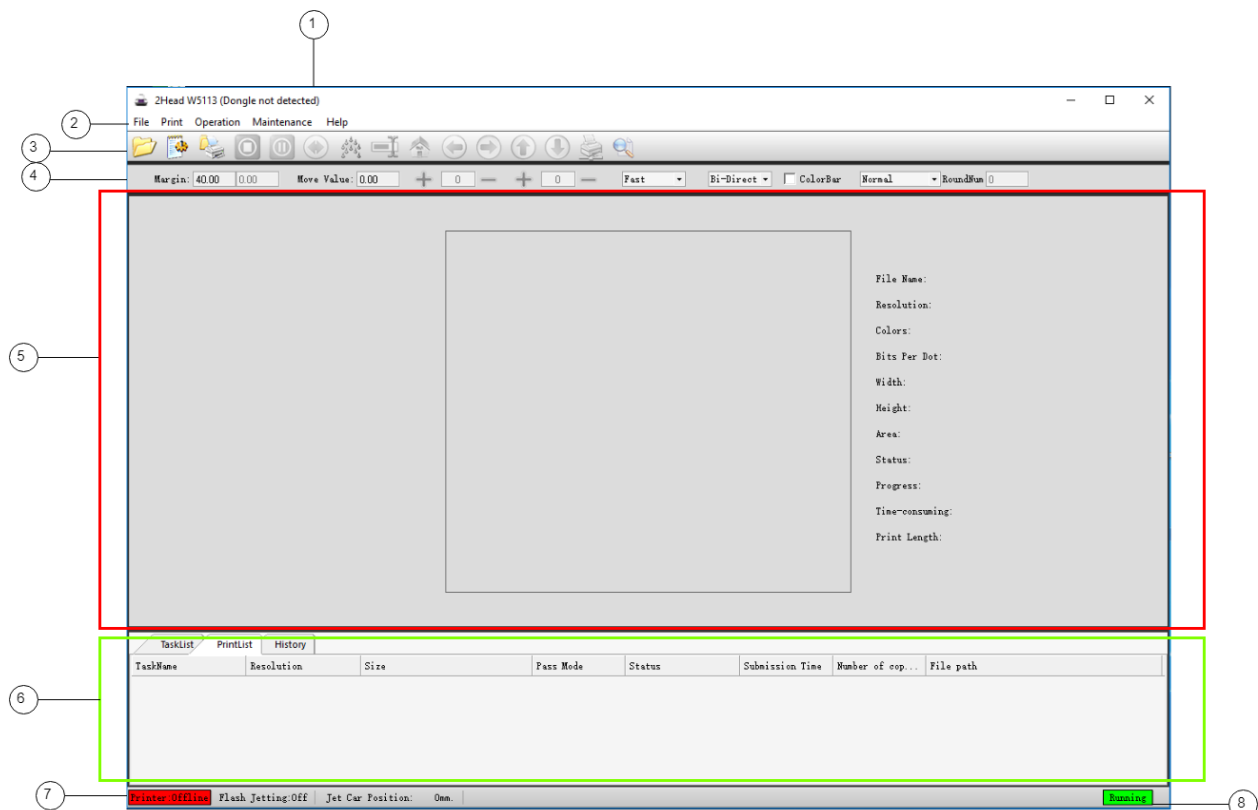 1
2Head W5113 (Dongle not detected)
2
File Print Operation Maintenance Help
3
4
Margin: 40.00 0.00 Move Value: 0.00 0 0 Fast Bi-Direct ColorBar Normal RoundNum 0
5
File Name:
Resolution:
Colors:
Bits Per Dot:
Width:
Height:
Area:
Status:
Progress:
Time-consuming:
Print Length:
6
TaskList PrintList History
TaskName Resolution Size Pass Mode Status Submission Time Number of cop... File path
7
Printer Offline Flash Jetting:Off Jet Car Position: 0mm. Running
8